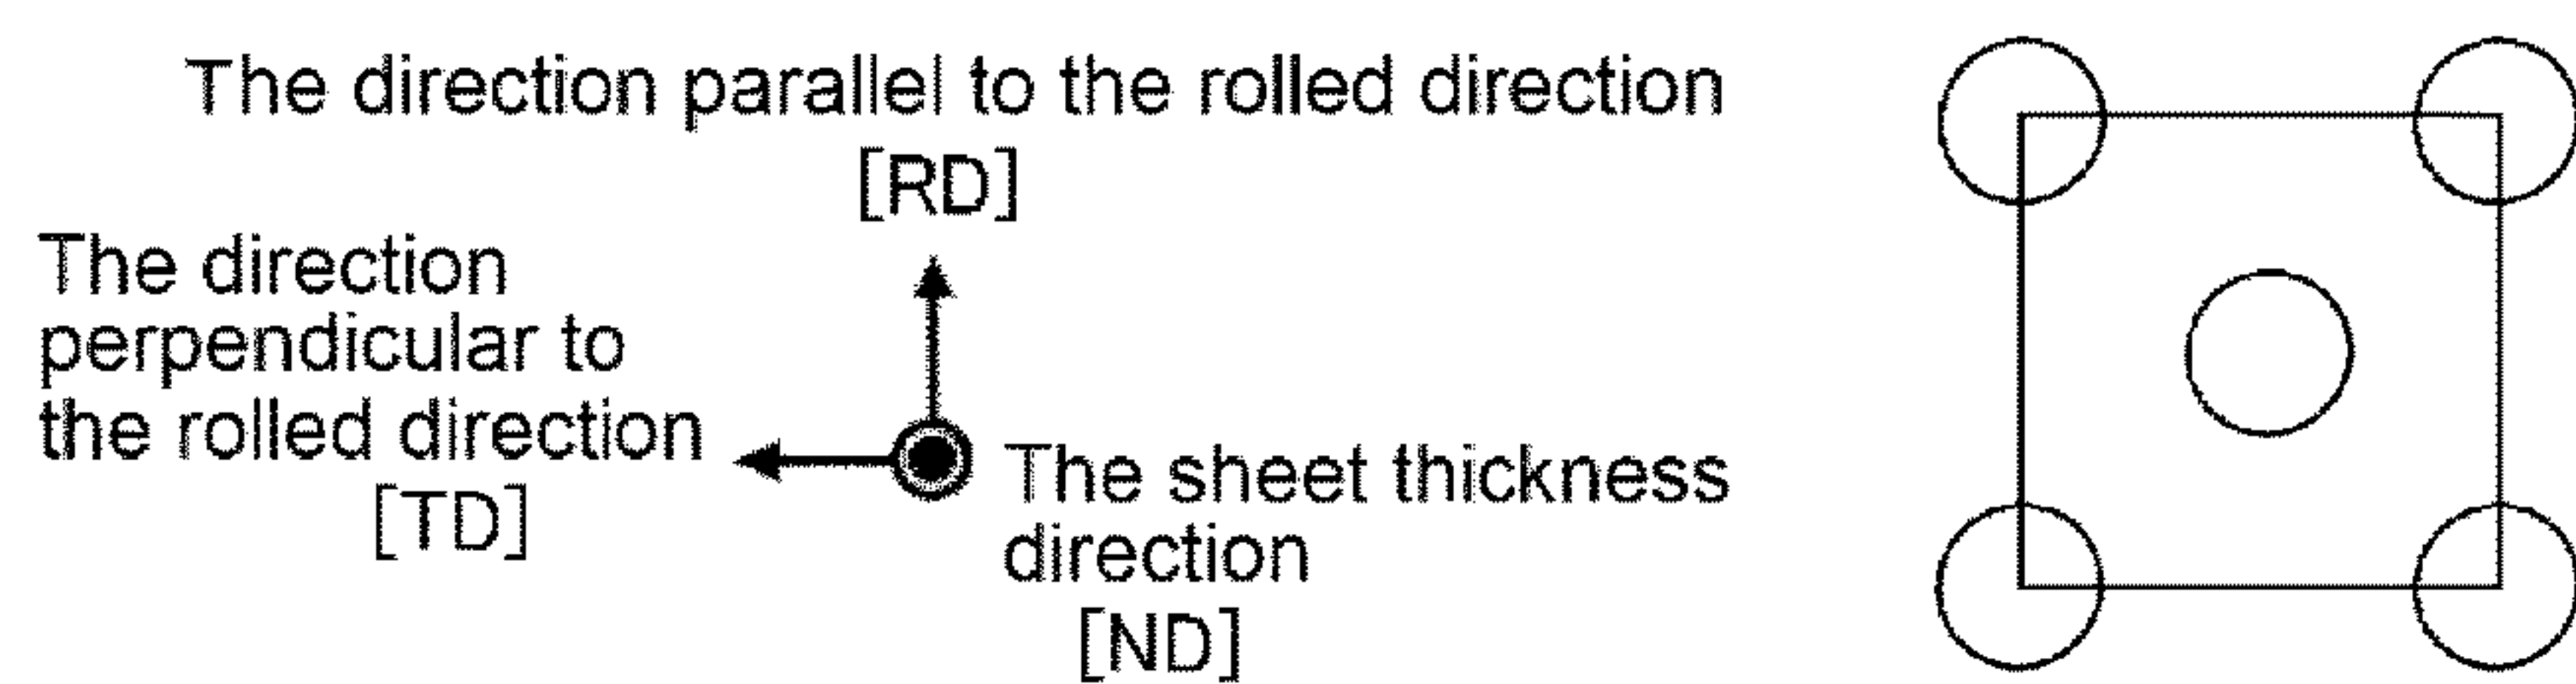 The direction parallel to the rolled direction
[RD]
The direction
perpendicular to
the rolled direction
[TD]
The sheet thickness
direction
[ND]